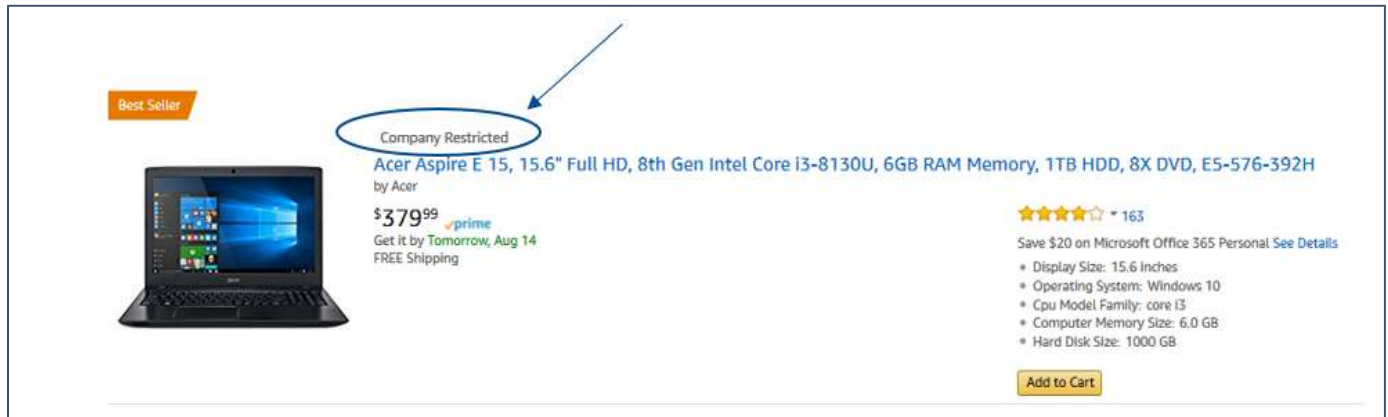 Best Seller
Company Restricted
Acer Aspire E 15, 15.6" Full HD, 8th Gen Intel Core i3-8130U, 6GB RAM Memory, 1TB HDD, 8X DVD, E5-576-392H
by Acer
$379⁹⁹ prime
Get it by Tomorrow, Aug 14
FREE Shipping
163
Save $20 on Microsoft Office 365 Personal See Details
• Display Size: 15.6 inches
• Operating System: Windows 10
• Cpu Model Family: core i3
• Computer Memory Size: 6.0 GB
• Hard Disk Size: 1000 GB
Add to Cart